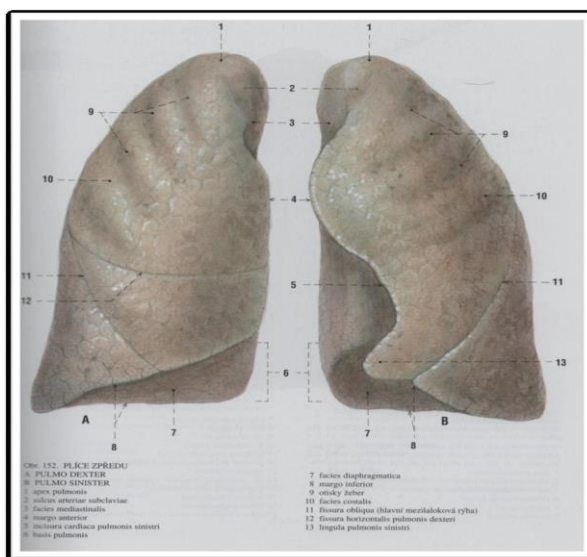 1
1
2
3
9
9
10
10
4
5
11
11
12
13
6
A
7
8
7
8
B
Obr. 152. PLÍCE ZPŘEDU
A PULMO DEXTER
B PULMO SINISTER
1 apex pulmonis
2 sulcus arteriae subclaviae
3 facies mediastinalis
4 margo anterior
5 incisura cardiaca pulmonis sinistri
6 basis pulmonis
7 facies diaphragmatica
8 margo inferior
9 otisky žeber
10 facies costalis
11 fissura obliqua (hlavní mezilaloková rýha)
12 fissura horizontalis pulmonis dexteri
13 lingula pulmonis sinistri